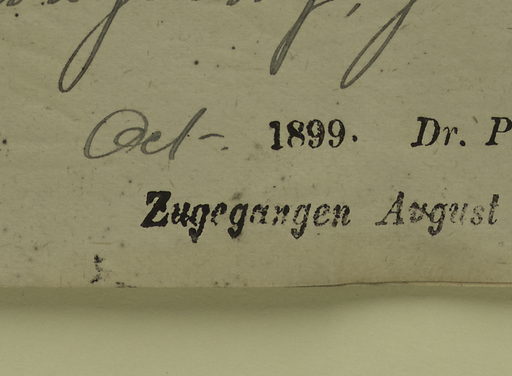 Oct. 1899. Dr. P
Zugegangen August